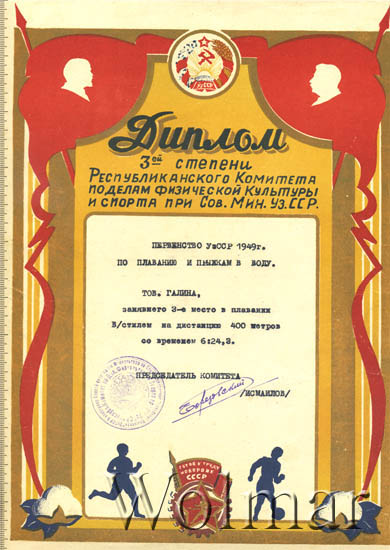 УзССР
Диплом
3ей степени
Республиканского Комитета
по делам физической культуры
и спорта при Сов. Мин. Уз. ССР.
ПЕРВЕНСТВО УзССР 1949г.
ПО ПЛАВАНИЮ И ПРЫЖКАМ В ВОДУ.
ТОВ. ГАЛИНА,
занявшего 3-е место в плавании
В/стилем на дистанцию 400 метров
со временем 6:24,3.
ПРЕДСЕДАТЕЛЬ КОМИТЕТА
/ИСМАИЛОВ/
ГОТОВ К ТРУДУ
И ОБОРОНЕ
СССР
Wolmar